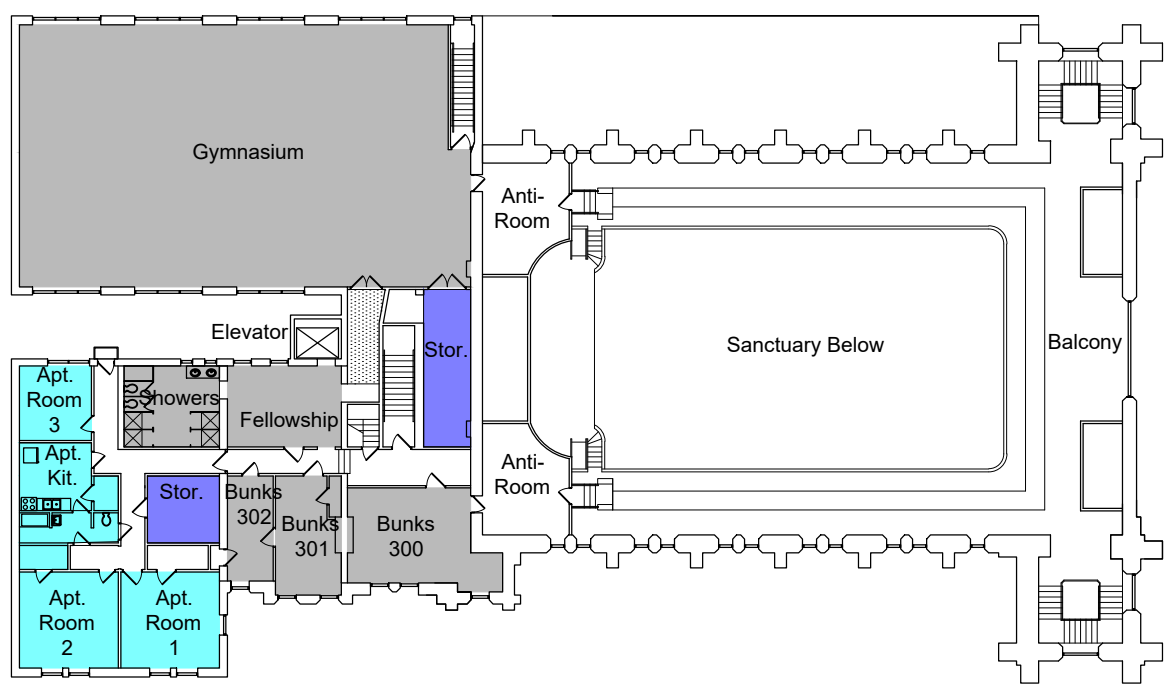 Gymnasium
Anti-
Room
Elevator
Stor.
Sanctuary Below
Balcony
Apt.
Room
3
Showers
Fellowship
Apt.
Kit.
Anti-
Room
Stor.
Bunks
302
Bunks
301
Bunks
300
Apt.
Room
2
Apt.
Room
1